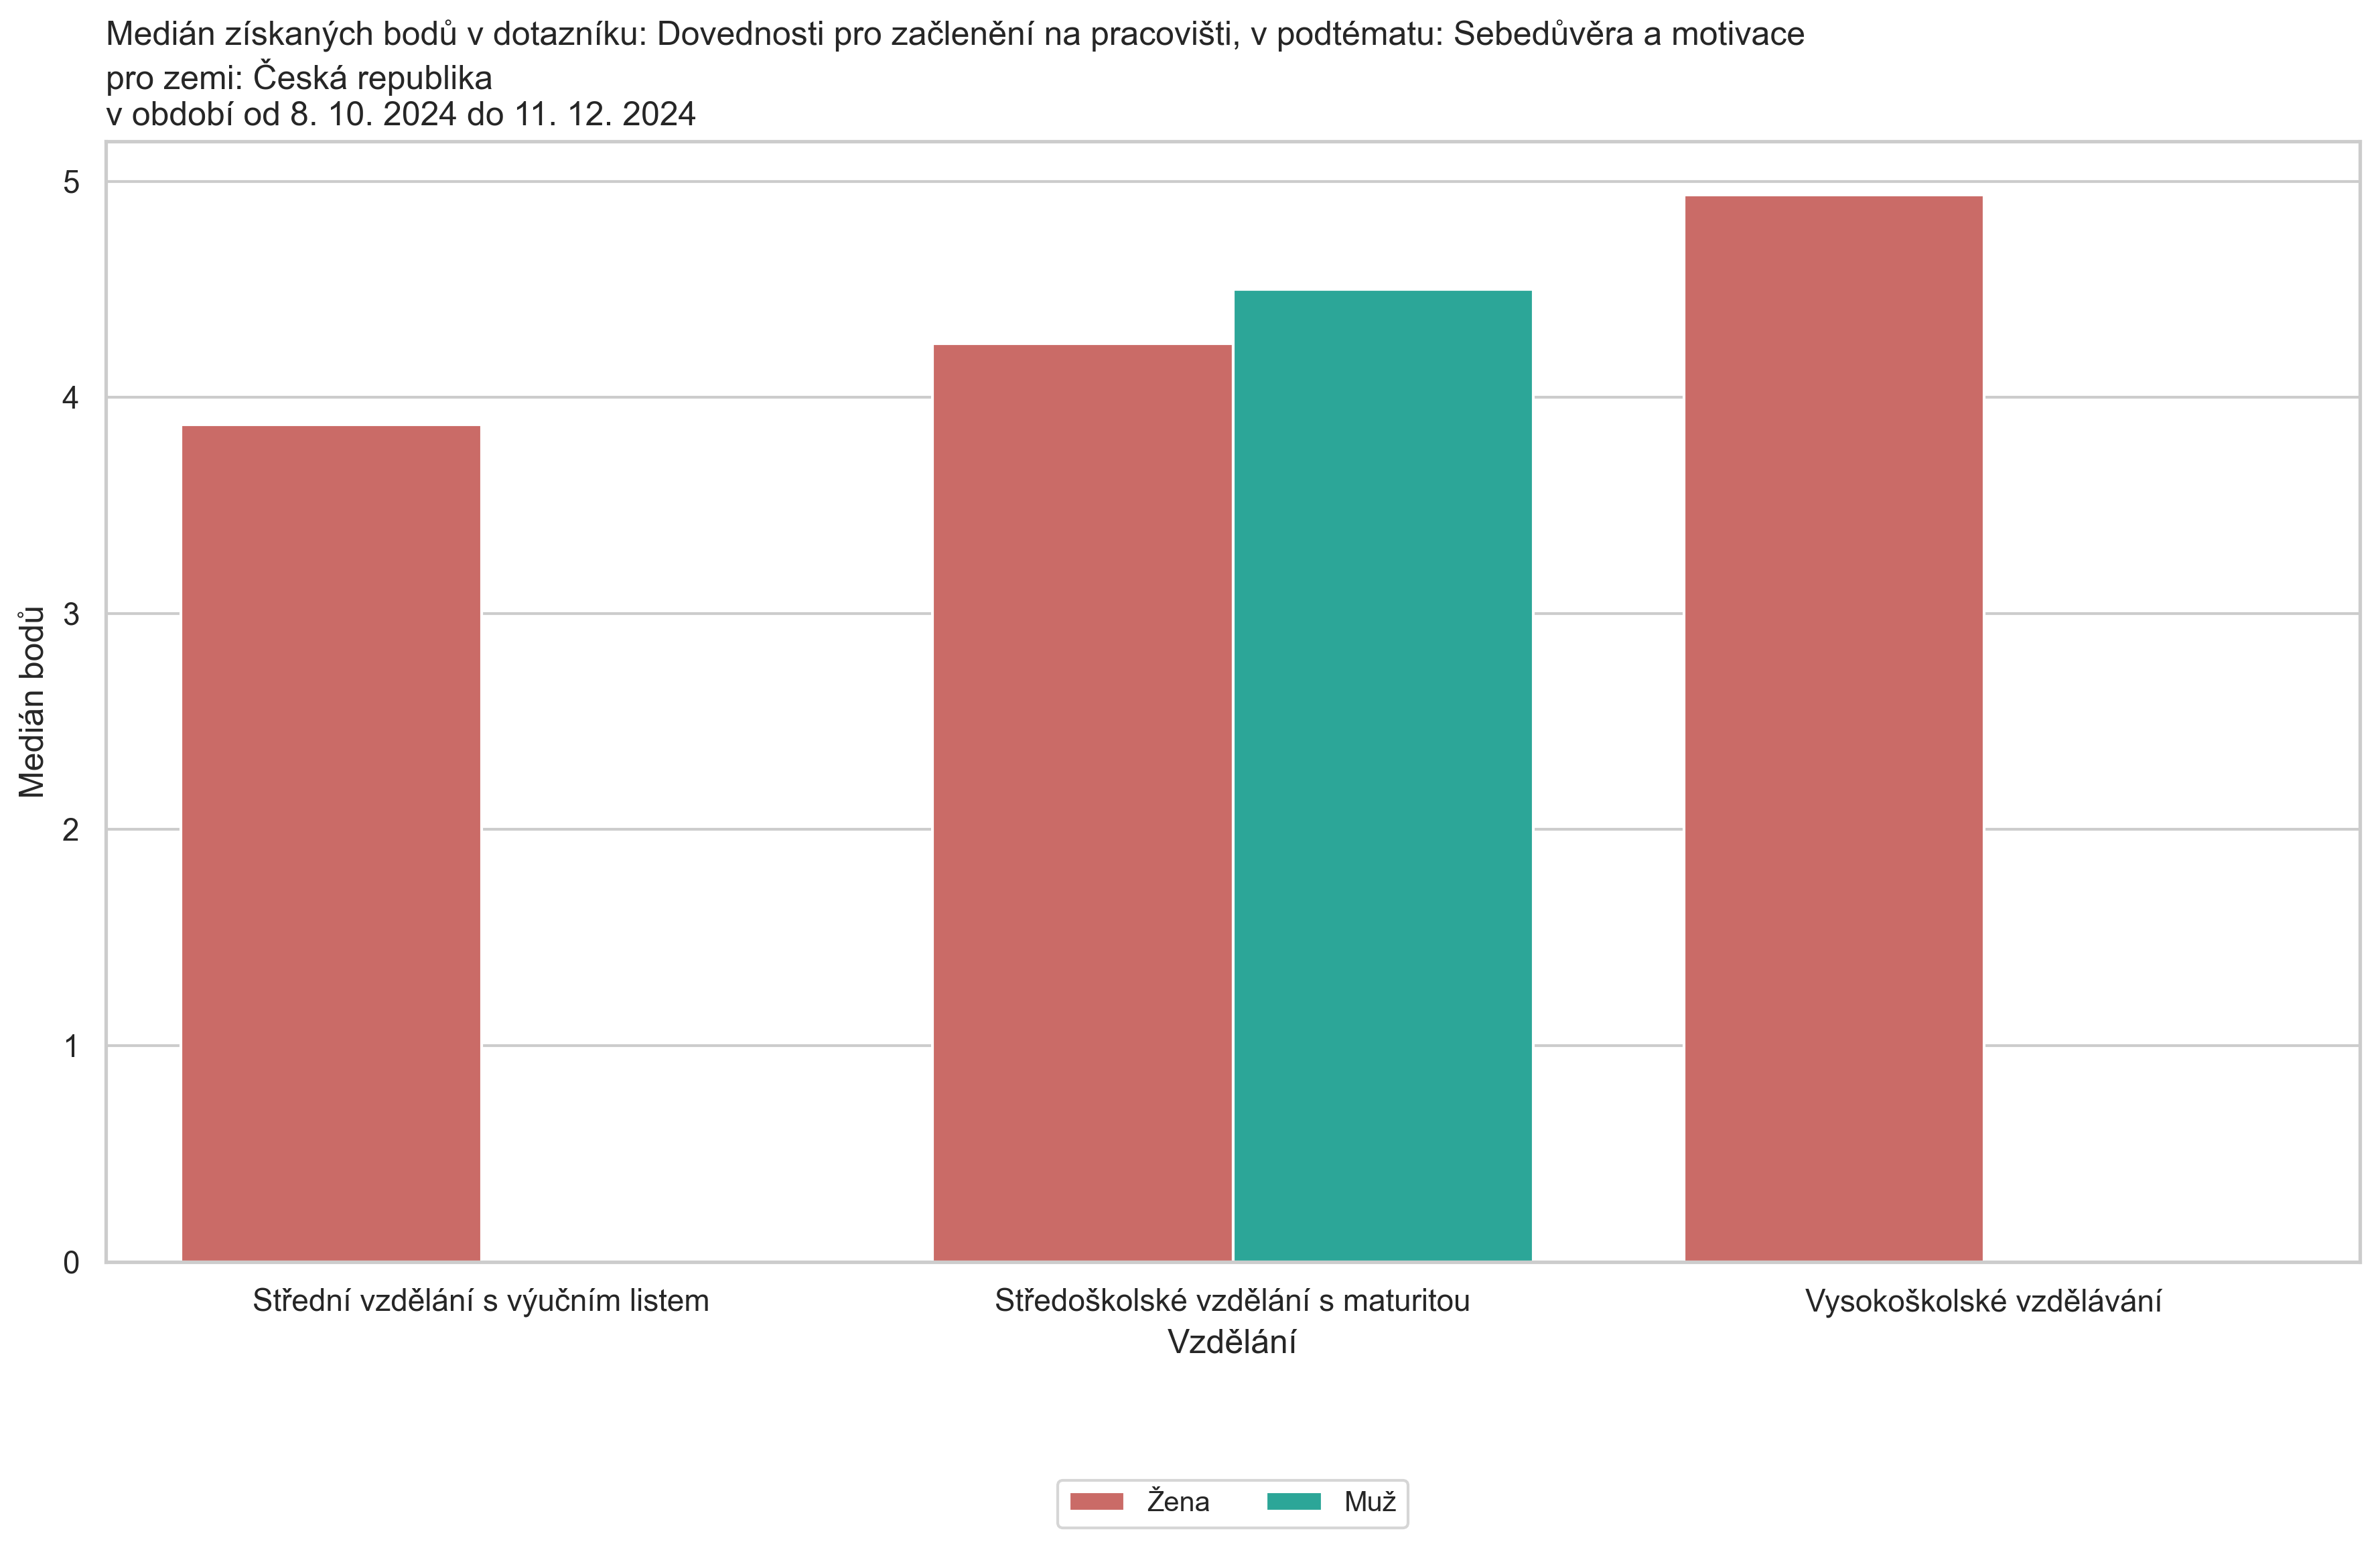 Medián získaných bodů v dotazníku: Dovednosti pro začlenění na pracovišti, v podtématu: Sebedůvěra a motivace
pro zemi: Česká republika
v období od 8. 10. 2024 do 11. 12. 2024
5
4
3
2
1
0
Medián bodů
Střední vzdělání s výučním listem
Středoškolské vzdělání s maturitou
Vysokoškolské vzdělávání
Vzdělání
Žena
Muž